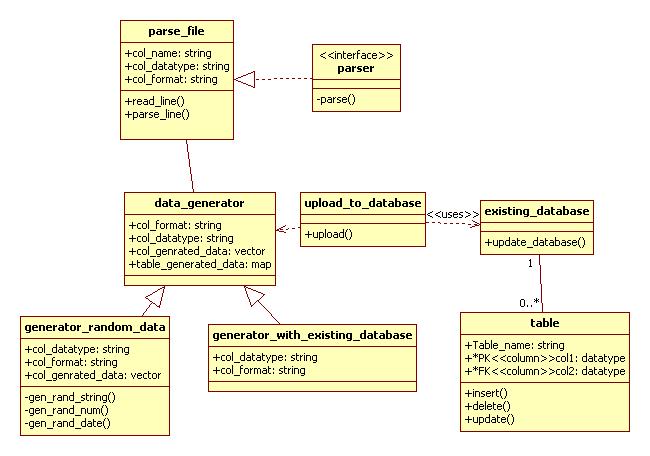 parse_file
+col_name: string
+col_datatype: string
+col_format: string
+read_line()
+parse_line()
<<interface>>
parser
-parse()
data_generator
+col_format: string
+col_datatype: string
+col_genrated_data: vector
+table_generated_data: map
upload_to_database
+upload()
<<uses>>
existing_database
+update_database()
1
0..*
generator_random_data
+col_datatype: string
+col_format: string
+col_genrated_data: vector
-gen_rand_string()
-gen_rand_num()
-gen_rand_date()
generator_with_existing_database
+col_datatype: string
+col_format: string
table
+Table_name: string
+*PK<<column>>col1: datatype
+*FK<<column>>col2: datatype
+insert()
+delete()
+update()